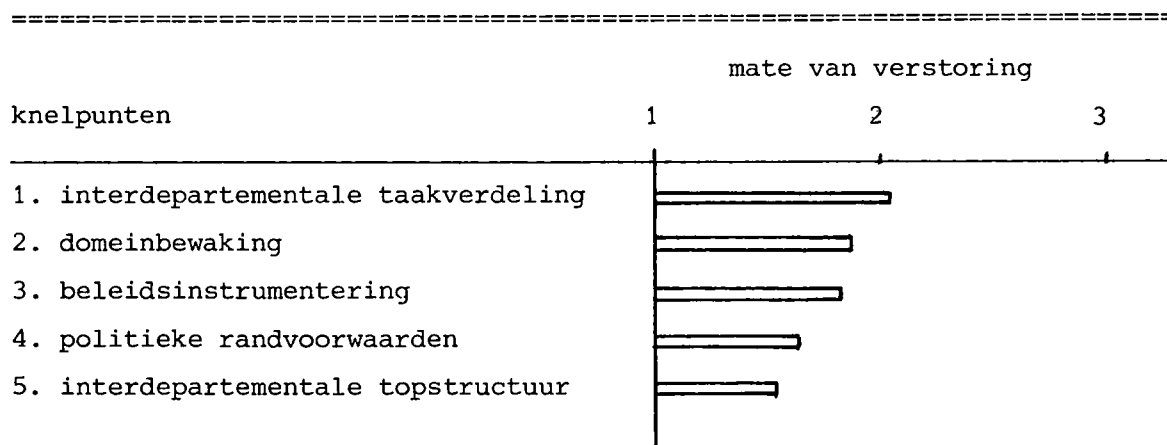 mate van verstoring
knelpunten 1 2 3
1. interdepartementale taakverdeling
2. domeinbewaking
3. beleidsinstrumentering
4. politieke randvoorwaarden
5. interdepartementale topstructuur